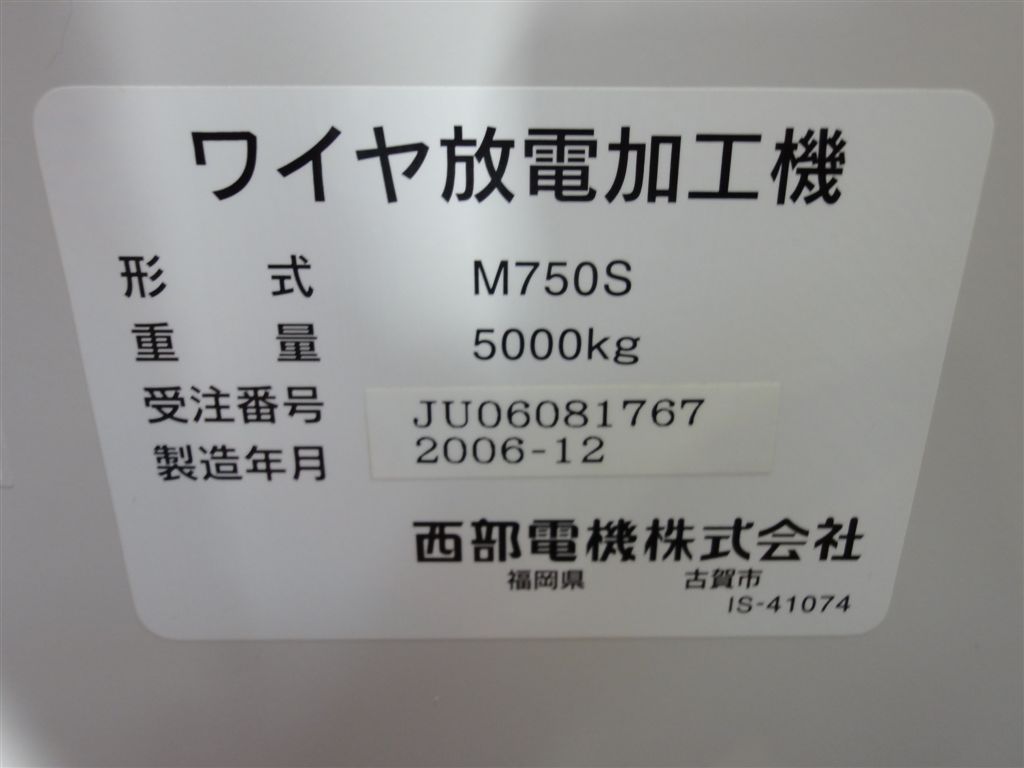 ワイヤ放電加工機
形 式 M750S
重 量 5000kg
受注番号 JU06081767
製造年月 2006-12
西部電機株式会社
福岡県 古賀市
IS-41074